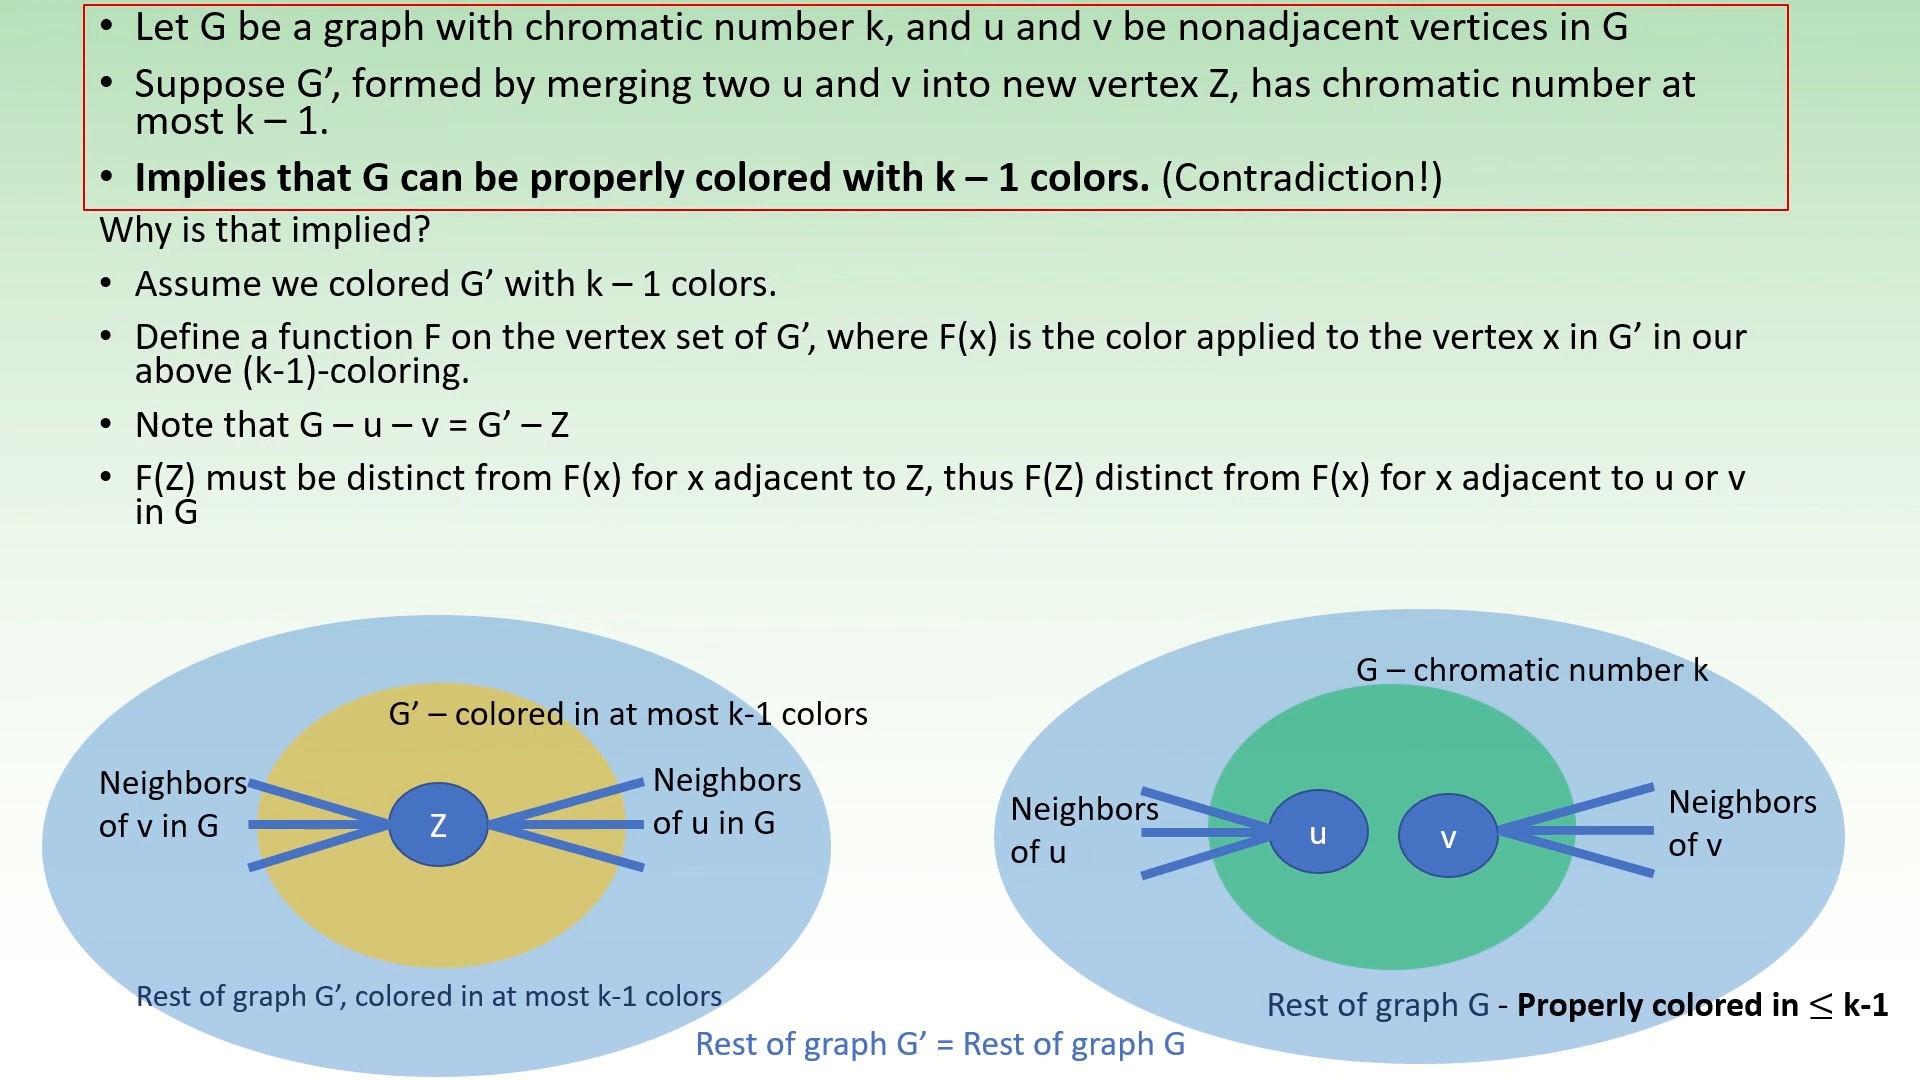 • Let G be a graph with chromatic number k, and u and v be nonadjacent vertices in G
• Suppose G’, formed by merging two u and v into new vertex Z, has chromatic number at
most k – 1.
• Implies that G can be properly colored with k – 1 colors. (Contradiction!)
Why is that implied?
• Assume we colored G’ with k – 1 colors.
• Define a function F on the vertex set of G’, where F(x) is the color applied to the vertex x in G’ in our
above (k-1)-coloring.
• Note that G – u – v = G’ – Z
• F(Z) must be distinct from F(x) for x adjacent to Z, thus F(Z) distinct from F(x) for x adjacent to u or v
in G
G’ – colored in at most k-1 colors
Neighbors
of v in G
Z
Neighbors
of u in G
Rest of graph G’, colored in at most k-1 colors
G – chromatic number k
Neighbors
of u
u
v
Neighbors
of v
Rest of graph G - Properly colored in ≤ k-1
Rest of graph G’ = Rest of graph G